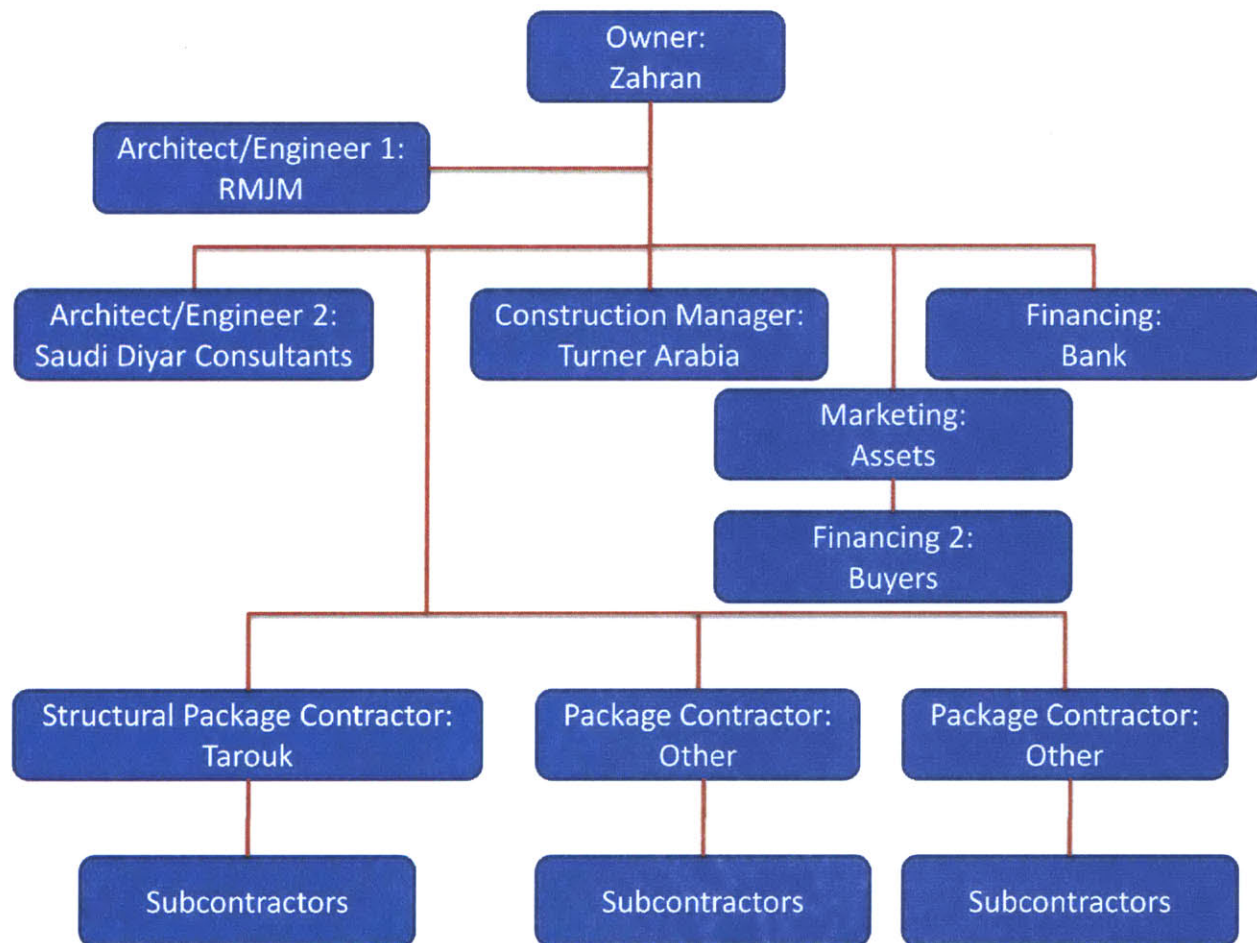 Owner:
Zahran
Architect/Engineer 1:
RMJM
Architect/Engineer 2:
Saudi Diyar Consultants
Construction Manager:
Turner Arabia
Financing:
Bank
Marketing:
Assets
Financing 2:
Buyers
Structural Package Contractor:
Tarouk
Package Contractor:
Other
Package Contractor:
Other
Subcontractors
Subcontractors
Subcontractors